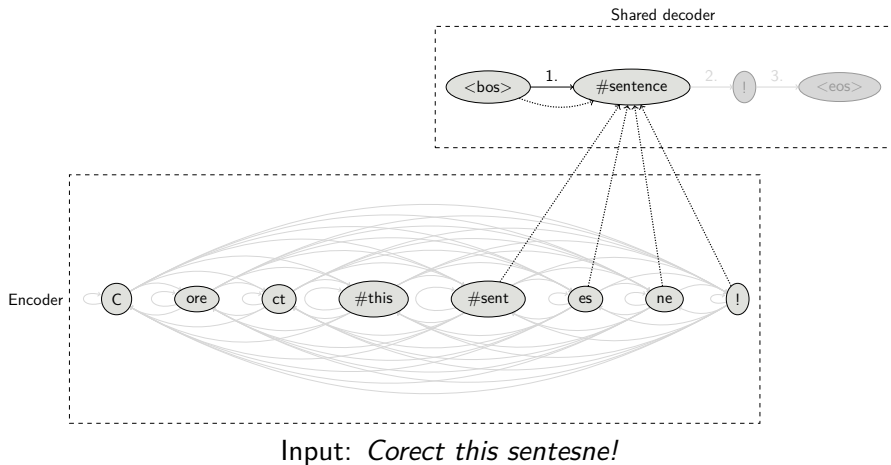 Shared decoder
<bos> 1. #sentence 2. ! 3. <eos>
Encoder C ore ct #this #sent es ne !
Input: Corect this sentesne!